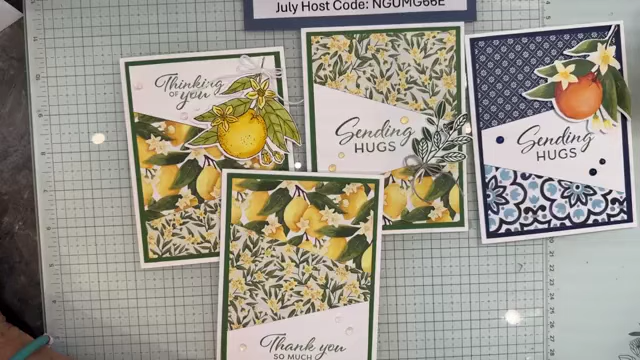 July Host Code: NGUMG66E
Thinking
OF you
Sending
HUGS
Sending
HUGS
Thank you
SO MUCH